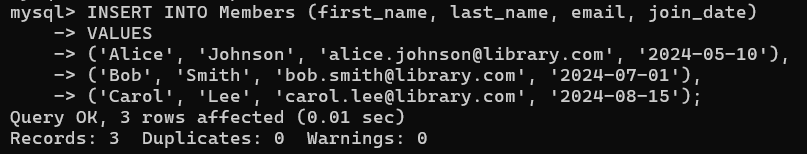 mysql> INSERT INTO Members (first_name, last_name, email, join_date)
    -> VALUES
    -> ('Alice', 'Johnson', 'alice.johnson@library.com', '2024-05-10'),
    -> ('Bob', 'Smith', 'bob.smith@library.com', '2024-07-01'),
    -> ('Carol', 'Lee', 'carol.lee@library.com', '2024-08-15');
Query OK, 3 rows affected (0.01 sec)
Records: 3  Duplicates: 0  Warnings: 0